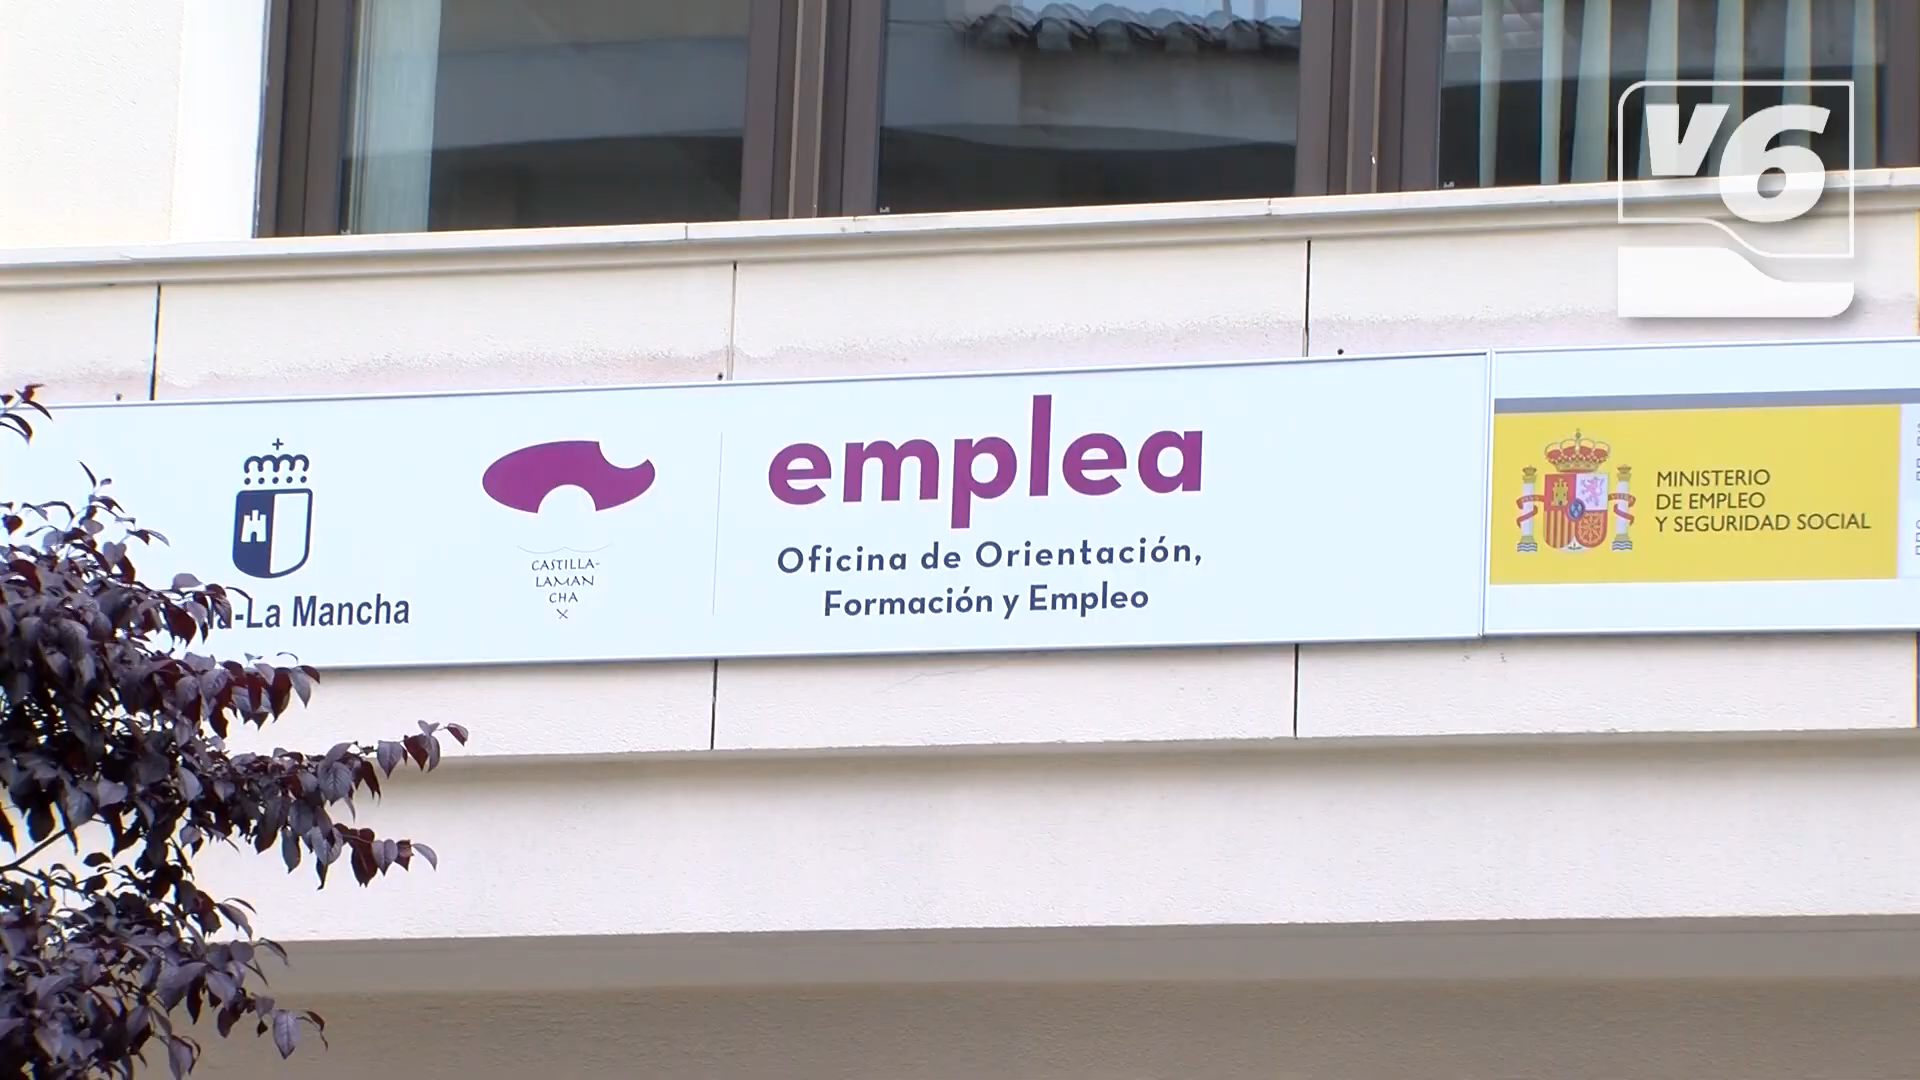 v6
emplea
Oficina de Orientación,
Formación y Empleo
CASTILLA-
LAMAN
CHA
-La Mancha
MINISTERIO
DE EMPLEO
Y SEGURIDAD SOCIAL